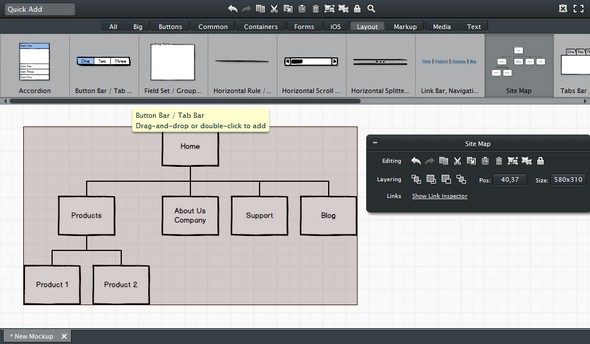 Quick Add
All Big Buttons Common Containers Forms iOS Layout Markup Media Text
Accordion Button Bar / Tab ... Field Set / Group... Horizontal Rule /... Horizontal Scroll ... Horizontal Splitte... Link Bar, Navigati... Site Map Tabs Bar
One Two Three
Button Bar / Tab Bar
Drag-and-drop or double-click to add
Home
Products
About Us
Company
Support
Blog
Product 1
Product 2
Site Map
Editing
Layering Pos: 40,37 Size: 580x310
Links Show Link Inspector
* New Mockup